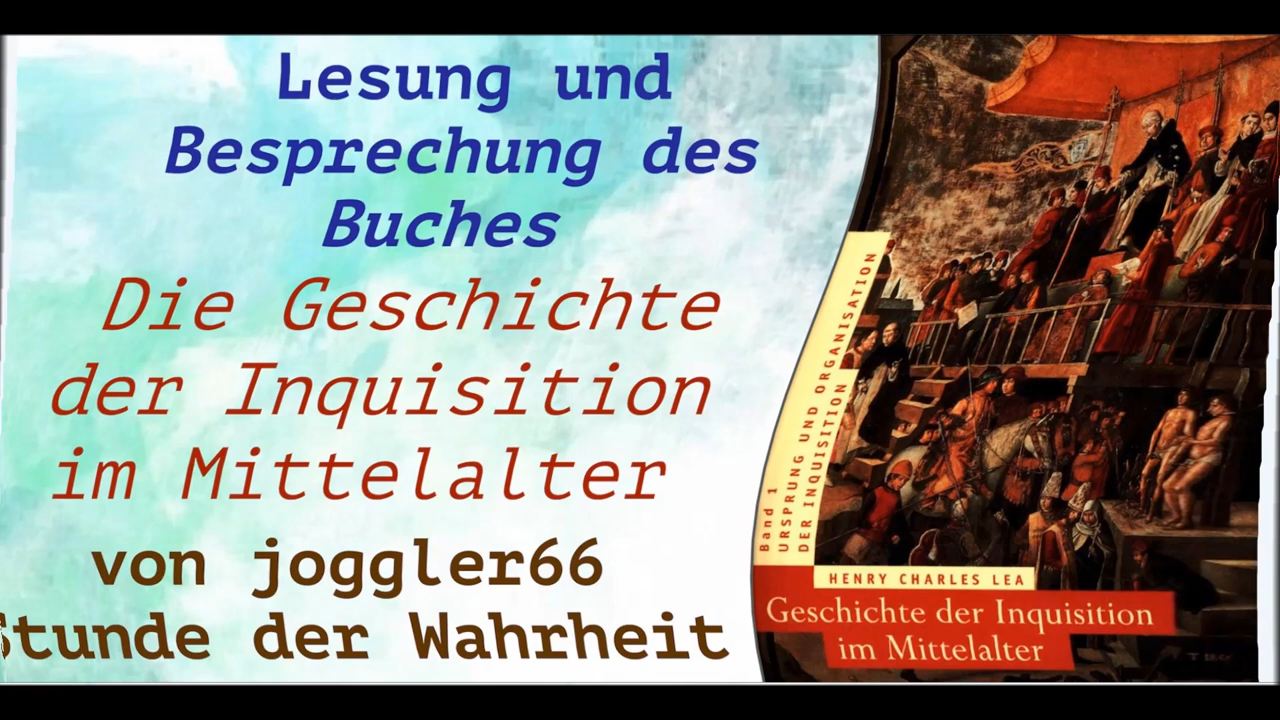 Lesung und
Besprechung des
Buches
Die Geschichte
der Inquisition
im Mittelalter
von joggler66
Stunde der Wahrheit
Band 1
URSPRUNG UND ORGANISATION
DER INQUISITION
HENRY CHARLES LEA
Geschichte der Inquisition
im Mittelalter